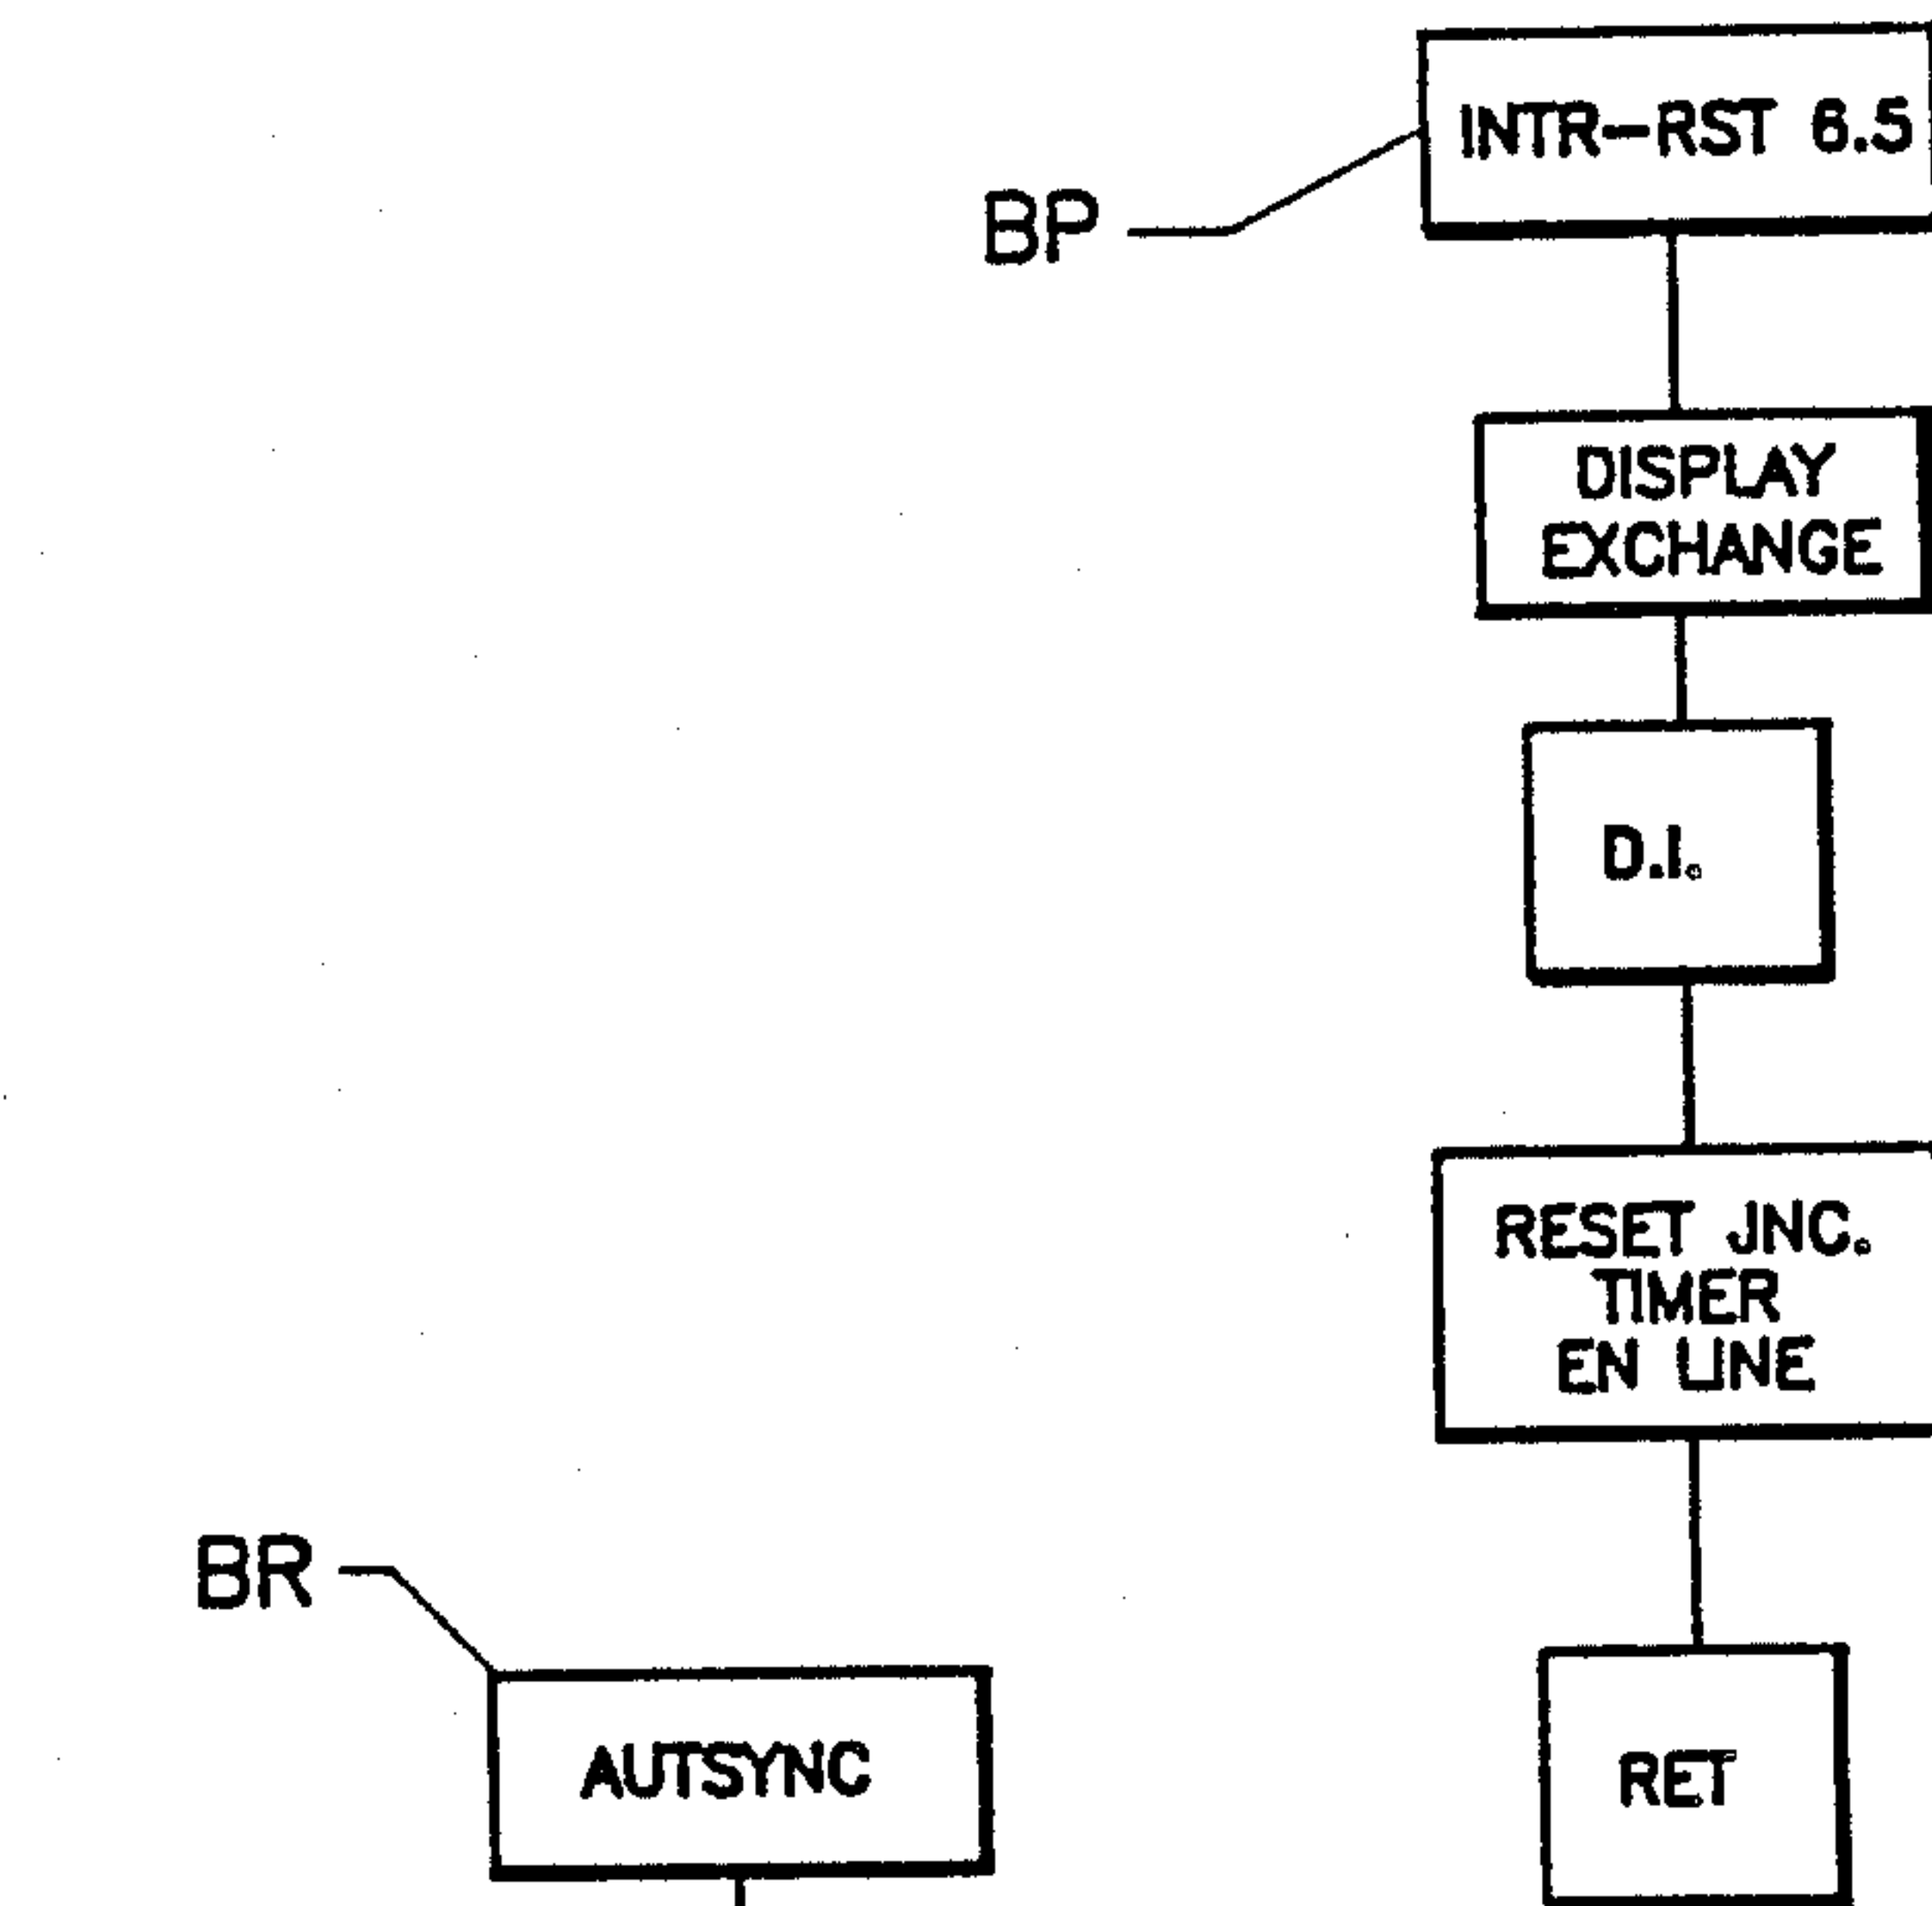 INTR-RST 6.5
BP
DISPLAY
EXCHANGE
D.I.
RESET JNC.
TIMER
EN LINE
BR
AUTSYNC
RET